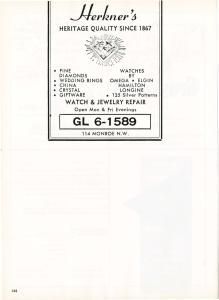 Herkner's
HERITAGE QUALITY SINCE 1867
• FINE DIAMONDS
• WEDDING RINGS
• CHINA
• CRYSTAL
• GIFTWARE
WATCHES
BY
OMEGA • ELGIN
HAMILTON
LONGINE
• 125 Silver Patterns
WATCH & JEWELRY REPAIR
Open Mon & Fri Evenings
GL 6-1589
114 MONROE N.W.